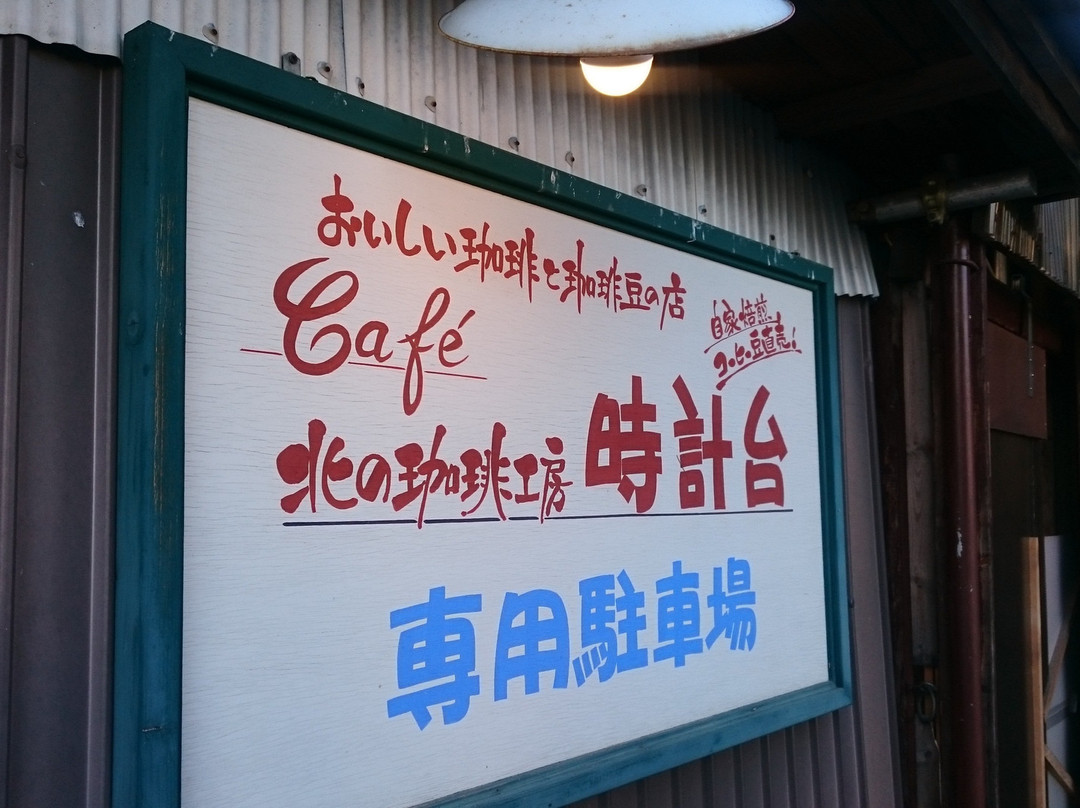 おいしい珈琲と珈琲豆の店
Café
自家焙煎
コーヒー豆直売!
北の珈琲工房 時計台
専用駐車場